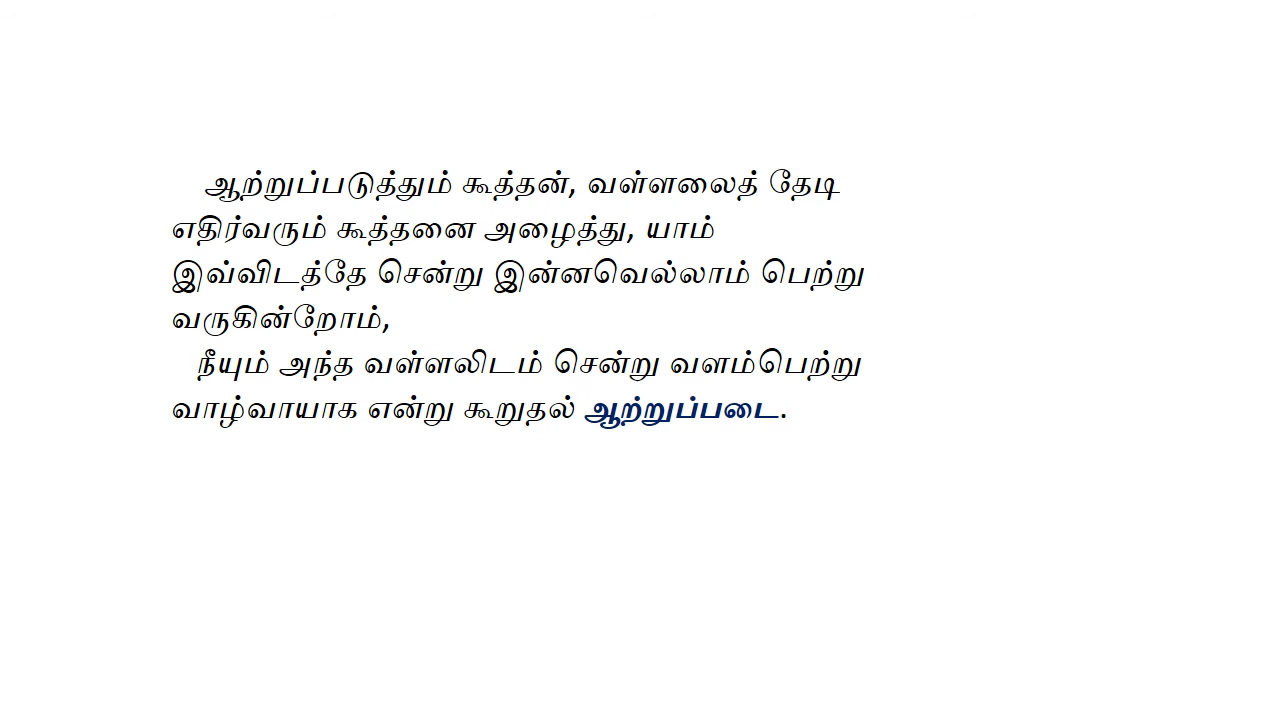 ஆற்றுப்படுத்தும் கூத்தன், வள்ளலைத் தேடி
எதிர்வரும் கூத்தனை அழைத்து, யாம்
இவ்விடத்தே சென்று இன்னவெல்லாம் பெற்று
வருகின்றோம்,
நீயும் அந்த வள்ளலிடம் சென்று வளம்பெற்று
வாழ்வாயாக என்று கூறுதல் ஆற்றுப்படை.